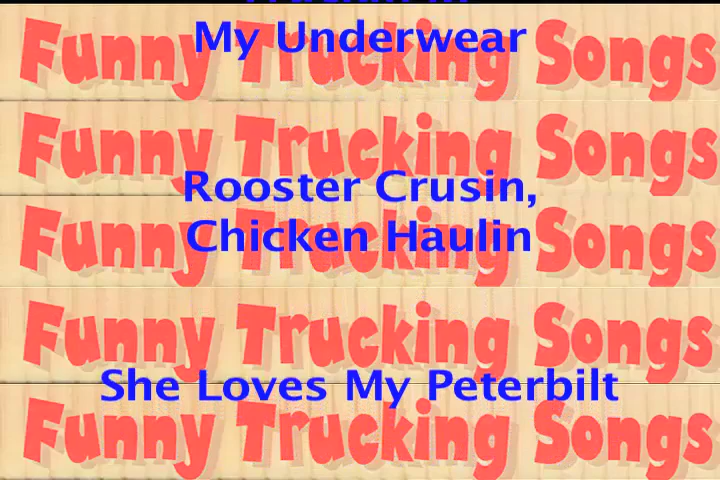 My Underwear
Funny Trucking Songs
Funny Trucking Songs
Rooster Crusin,
Chicken Haulin
Funny Trucking Songs
Funny Trucking Songs
She Loves My Peterbilt
Funny Trucking Songs